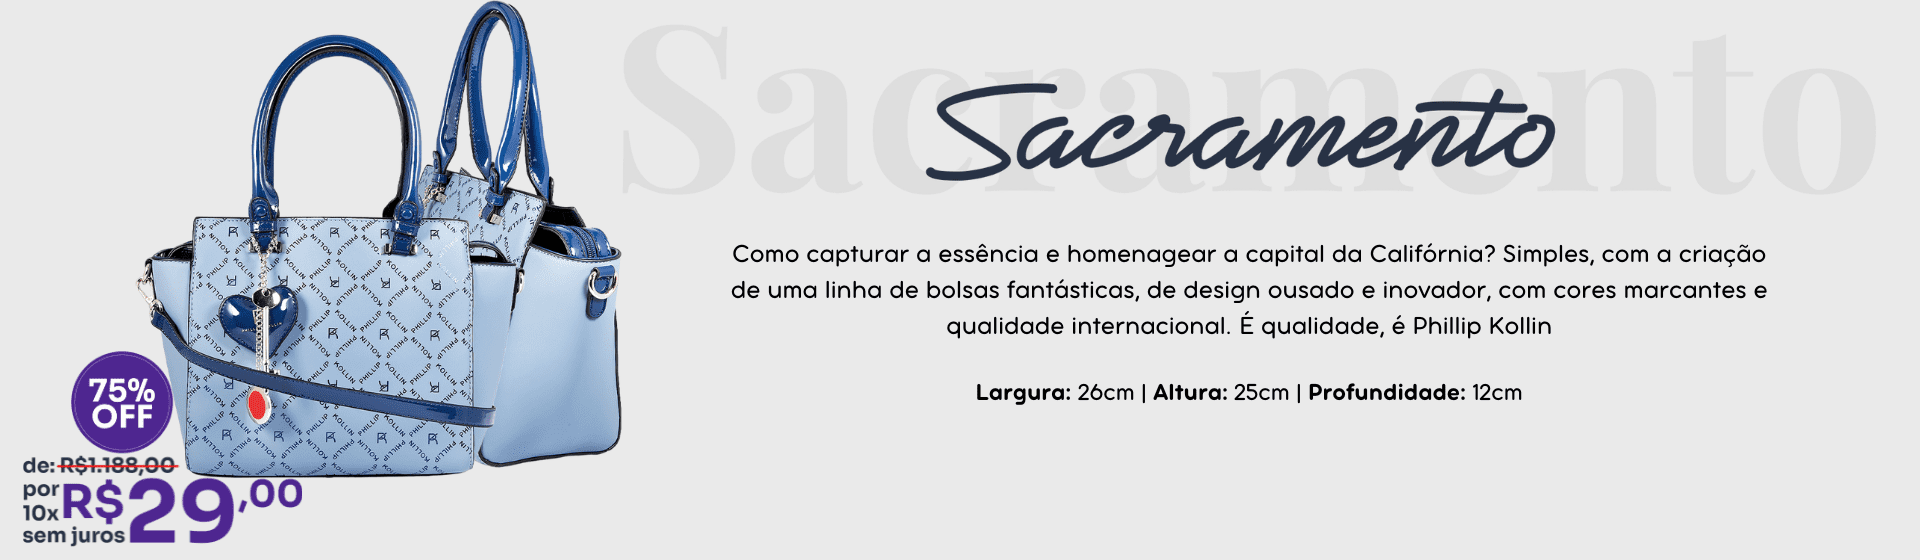 Sacramento
Sacramento
Como capturar a essência e homenagear a capital da Califórnia? Simples, com a criação
de uma linha de bolsas fantásticas, de design ousado e inovador, com cores marcantes e
qualidade internacional. É qualidade, é Phillip Kollin
Largura: 26cm | Altura: 25cm | Profundidade: 12cm
PHILLIP KOLLIN
75%
OFF
de: R$1.188,00
por
10x
sem juros
R$29,00